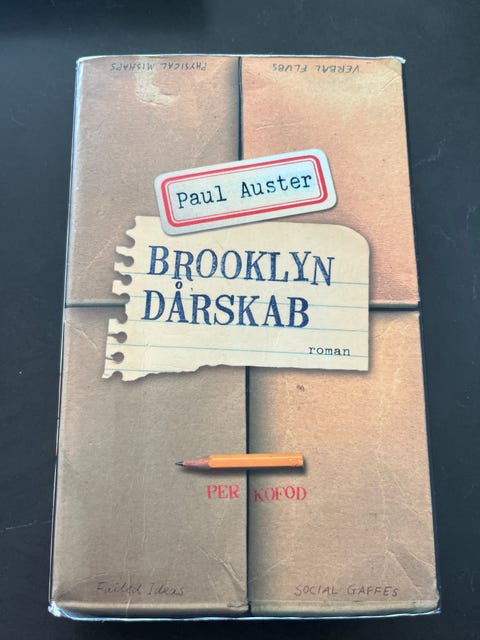 PHYSICAL MISHAPS
VERBAL FLUBS
Paul Auster
BROOKLYN
DÅRSKAB
roman
PER KOFOD
Failed Ideas
SOCIAL GAFFES